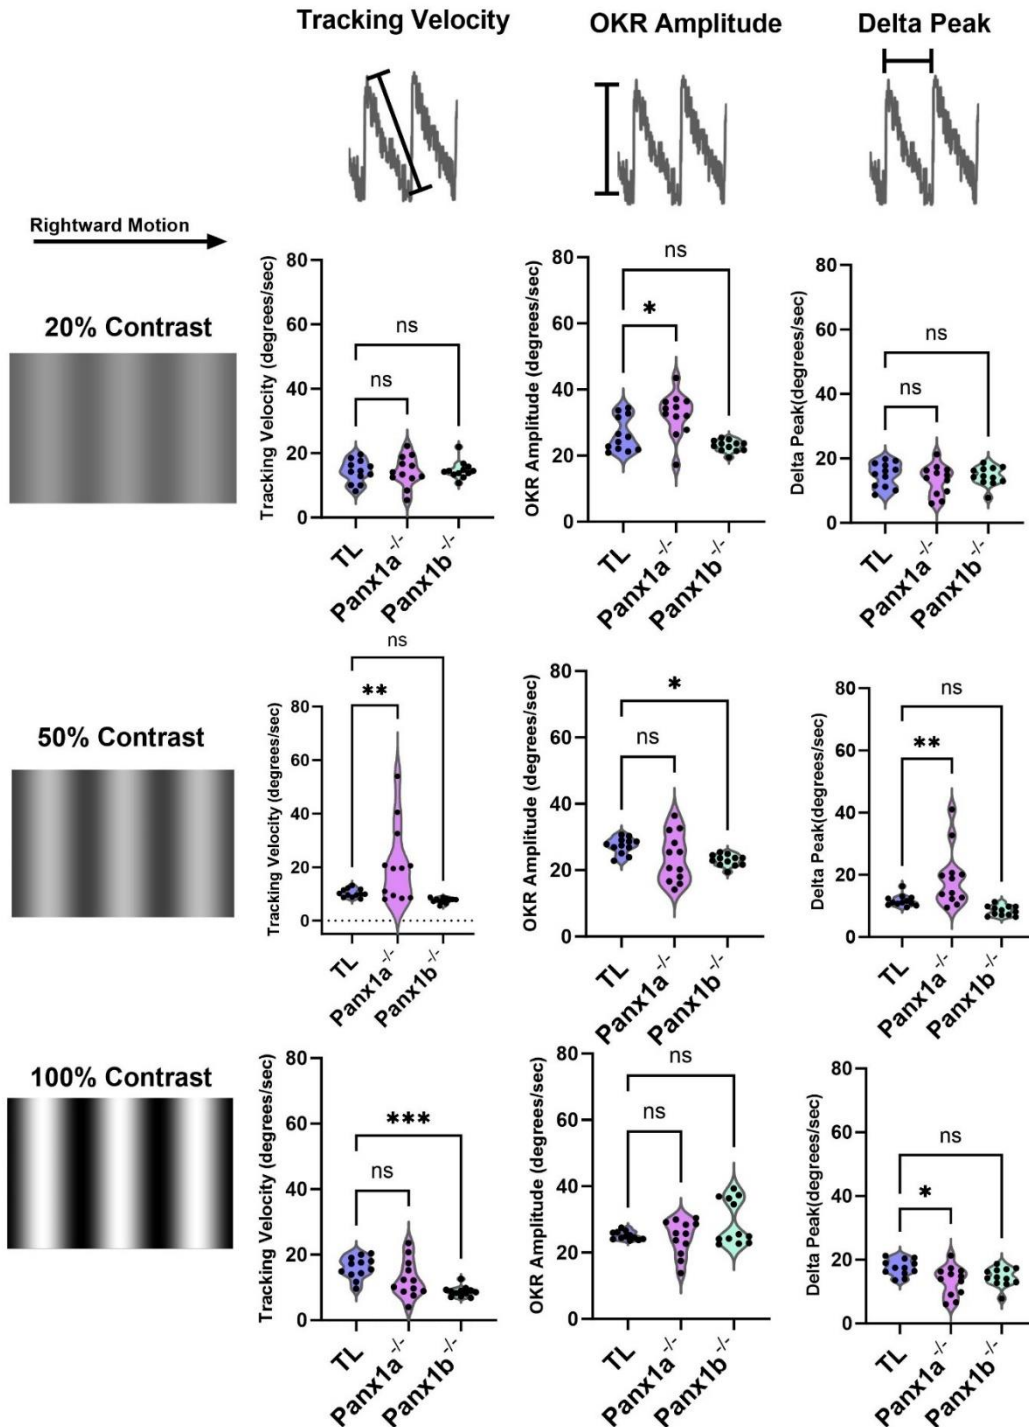 Tracking Velocity
OKR Amplitude
Delta Peak
Rightward Motion
20% Contrast
Tracking Velocity (degrees/sec)
80
60
40
20
0
ns
ns
TL
Panx1a-/-
Panx1b-/-
OKR Amplitude (degrees/sec)
80
60
40
20
0
ns
*
TL
Panx1a-/-
Panx1b-/-
Delta Peak(degrees/sec)
80
60
40
20
0
ns
ns
TL
Panx1a-/-
Panx1b-/-
50% Contrast
Tracking Velocity (degrees/sec)
80
60
40
20
0
ns
**
TL
Panx1a-/-
Panx1b-/-
OKR Amplitude (degrees/sec)
80
60
40
20
0
*
ns
TL
Panx1a-/-
Panx1b-/-
Delta Peak(degrees/sec)
80
60
40
20
0
ns
**
TL
Panx1a-/-
Panx1b-/-
100% Contrast
Tracking Velocity (degrees/sec)
80
60
40
20
0
***
ns
TL
Panx1a-/-
Panx1b-/-
OKR Amplitude (degrees/sec)
80
60
40
20
0
ns
ns
TL
Panx1a-/-
Panx1b-/-
Delta Peak(degrees/sec)
80
60
40
20
0
ns
*
TL
Panx1a-/-
Panx1b-/-